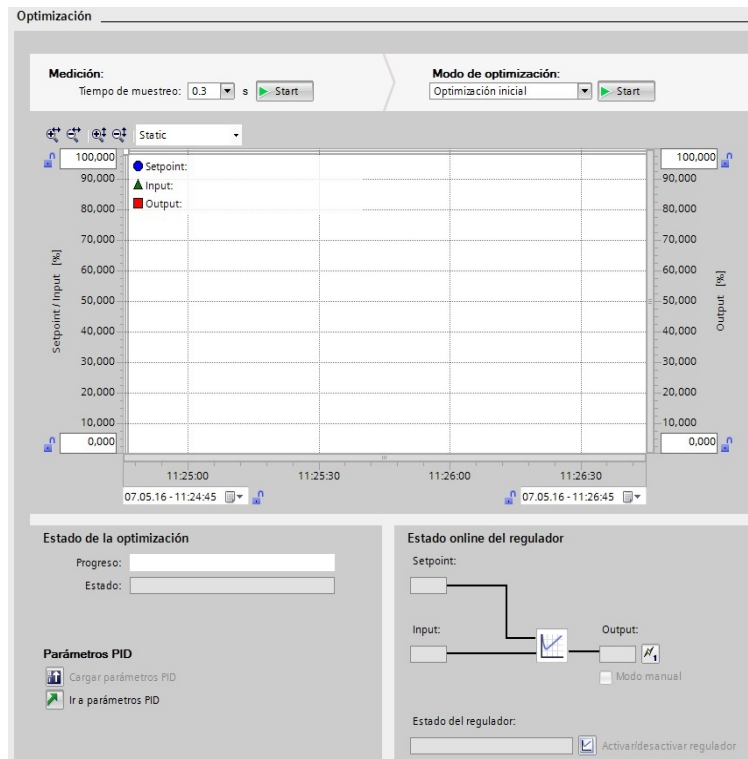 Optimización
Medición:
Tiempo de muestreo: 0.3 s Start
Modo de optimización:
Optimización inicial Start
Static
100,000
90,000
80,000
70,000
60,000
50,000
40,000
30,000
20,000
10,000
0,000
Setpoint / Input [%]
Setpoint:
Input:
Output:
100,000
90,000
80,000
70,000
60,000
50,000
40,000
30,000
20,000
10,000
0,000
Output [%]
11:25:00 11:25:30 11:26:00 11:26:30
07.05.16 - 11:24:45 07.05.16 - 11:26:45
Estado de la optimización
Progreso:
Estado:
Parámetros PID
Cargar parámetros PID
Ir a parámetros PID
Estado online del regulador
Setpoint:
Input:
Output:
1
Modo manual
Estado del regulador:
Activar/desactivar regulador